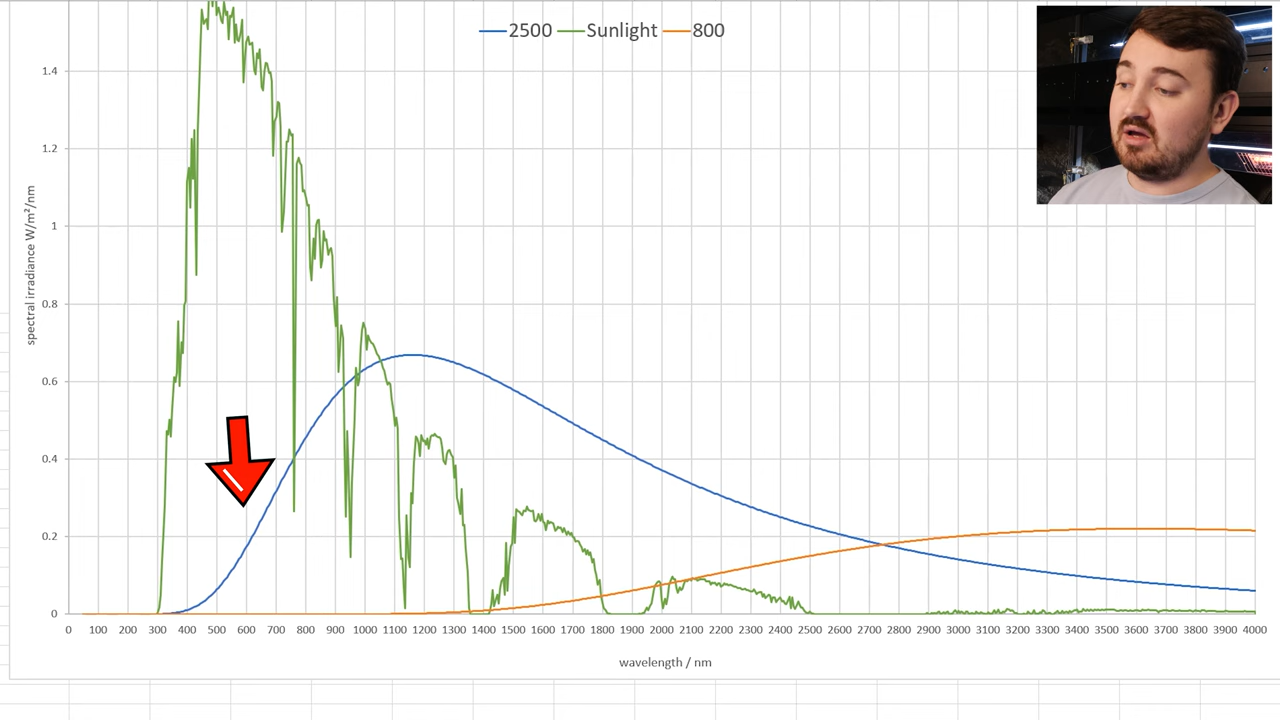 2500 Sunlight 800
1.4
1.2
1
0.8
0.6
0.4
0.2
0
spectral irradiance W/m²/nm
0 100 200 300 400 500 600 700 800 900 1000 1100 1200 1300 1400 1500 1600 1700 1800 1900 2000 2100 2200 2300 2400 2500 2600 2700 2800 2900 3000 3100 3200 3300 3400 3500 3600 3700 3800 3900 4000
wavelength / nm